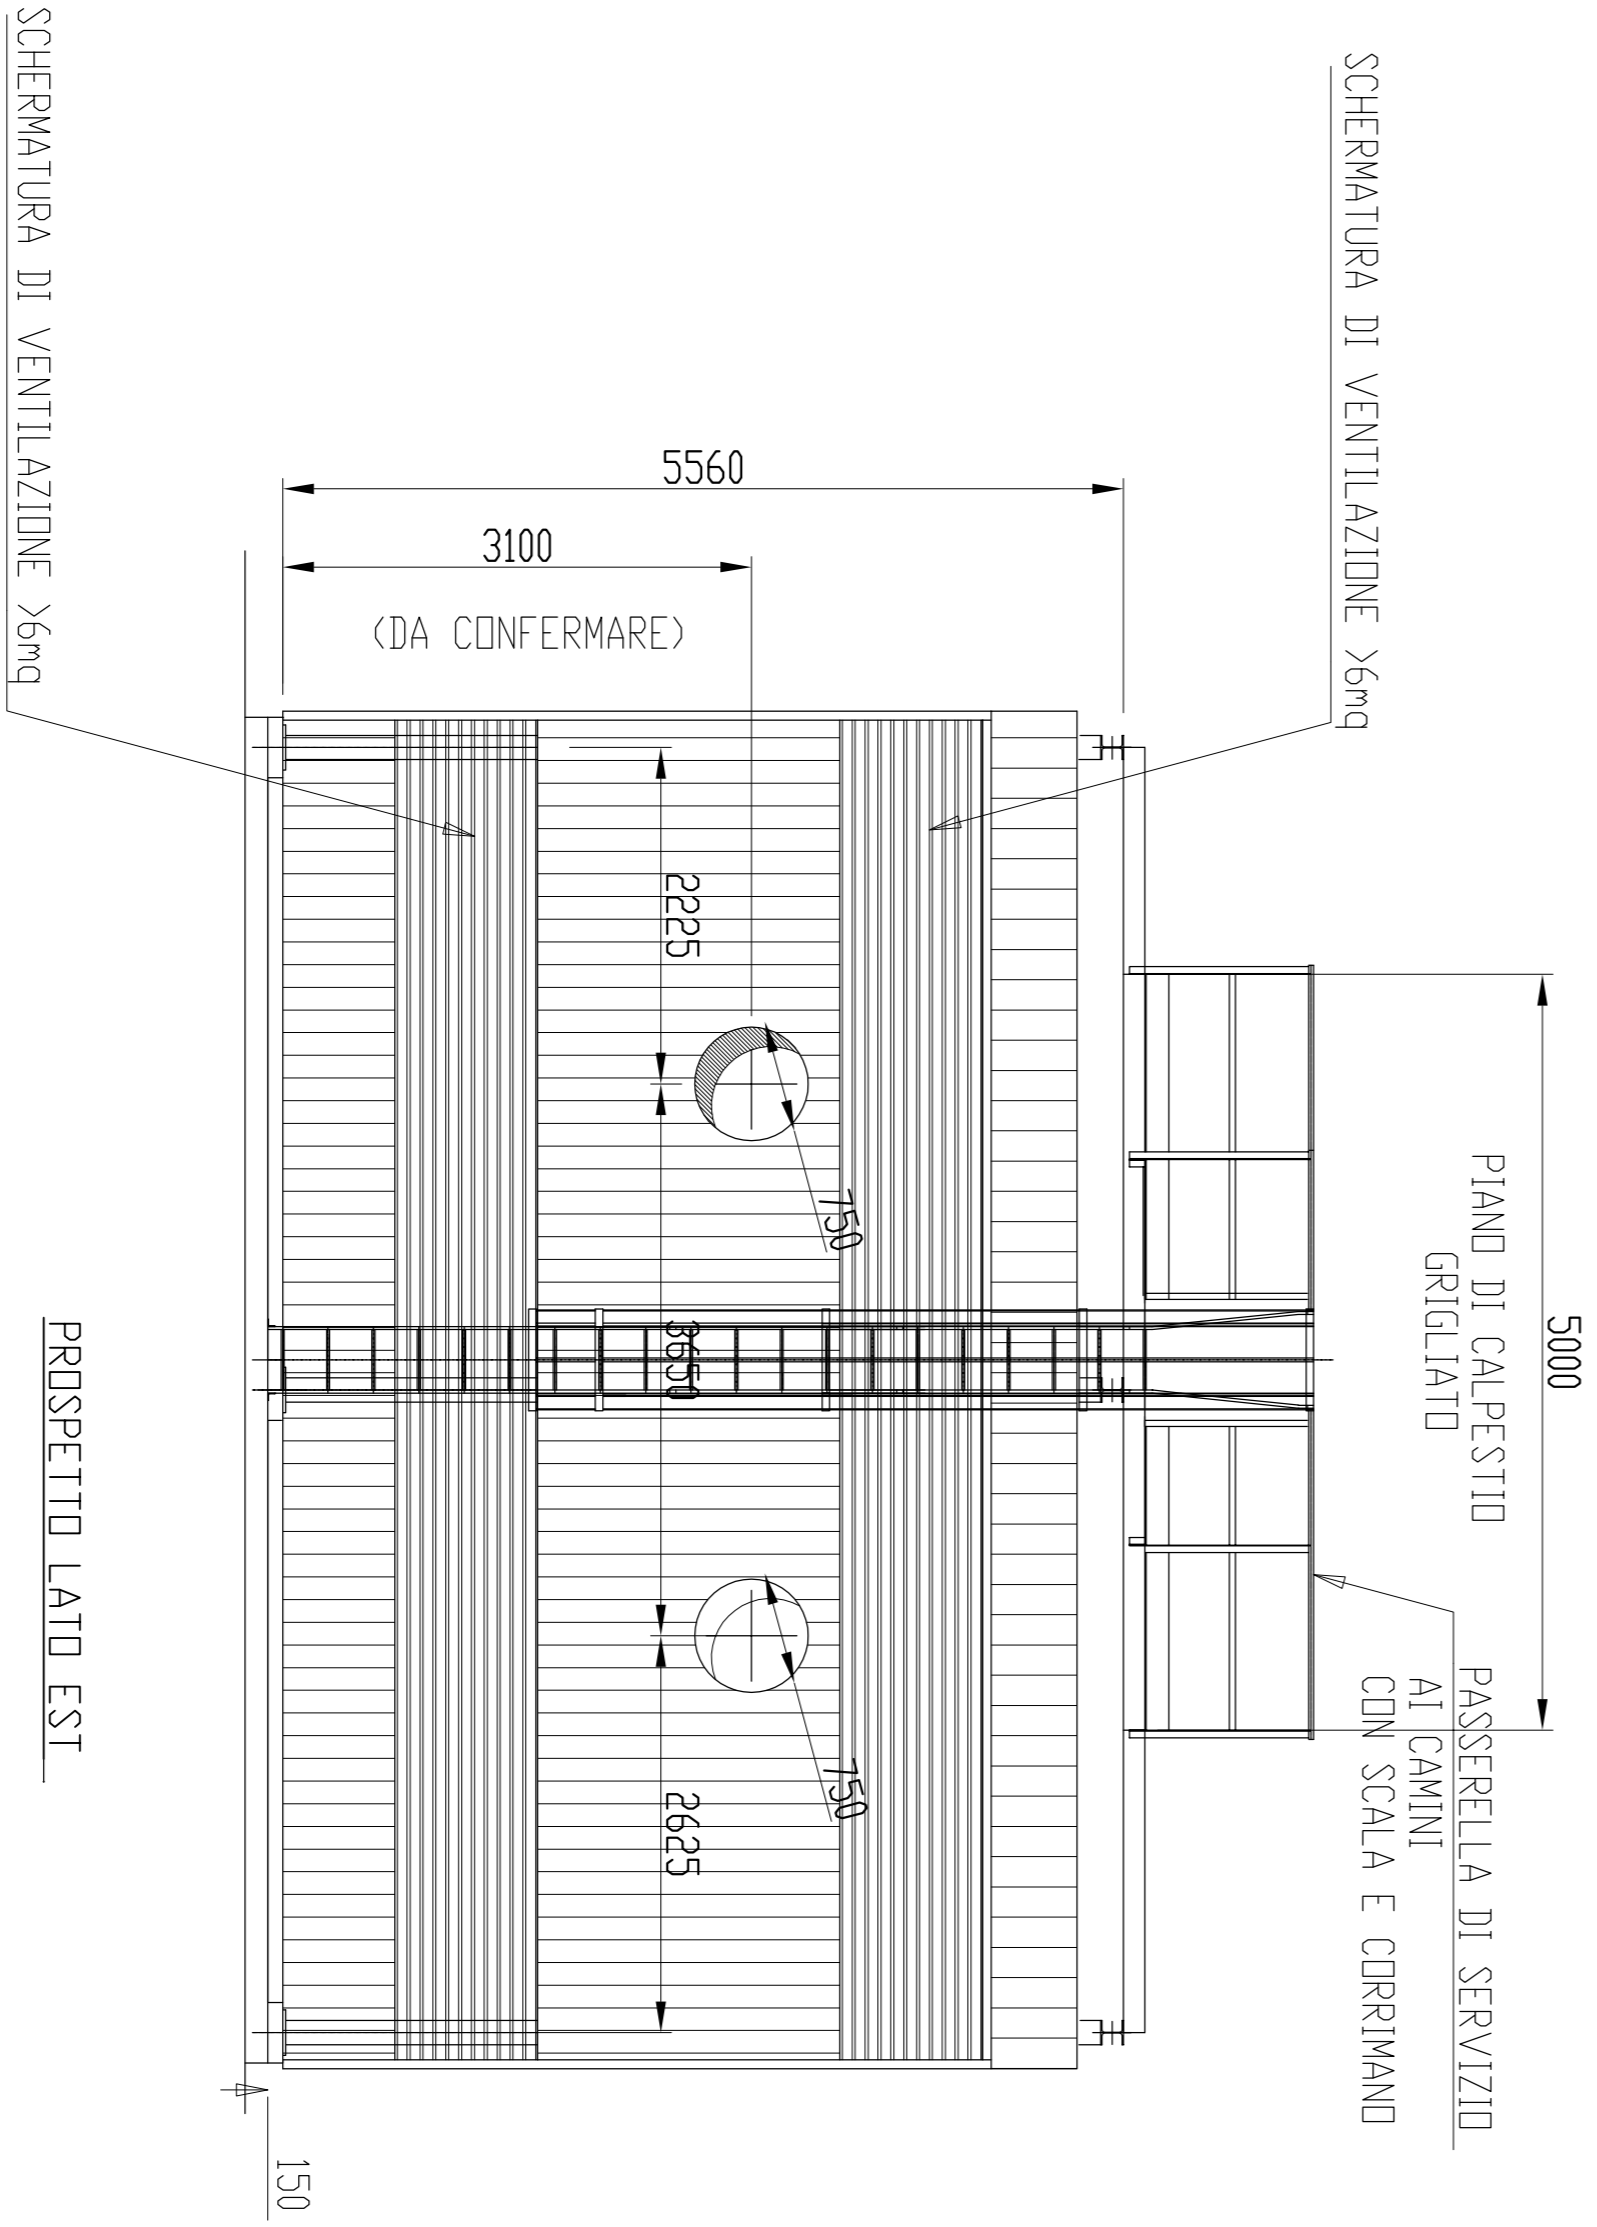 5000
PIANO DI CALPESTIO
GRIGLIATO
PASSERELLA DI SERVIZIO
AI CAMINI
CON SCALA E CORRIMANO
SCHERMATURA DI VENTILAZIONE >6mq
5560
3100
(DA CONFERMARE)
750
750
2225
3650
2625
150
SCHERMATURA DI VENTILAZIONE >6mq
PROSPETTO LATO EST